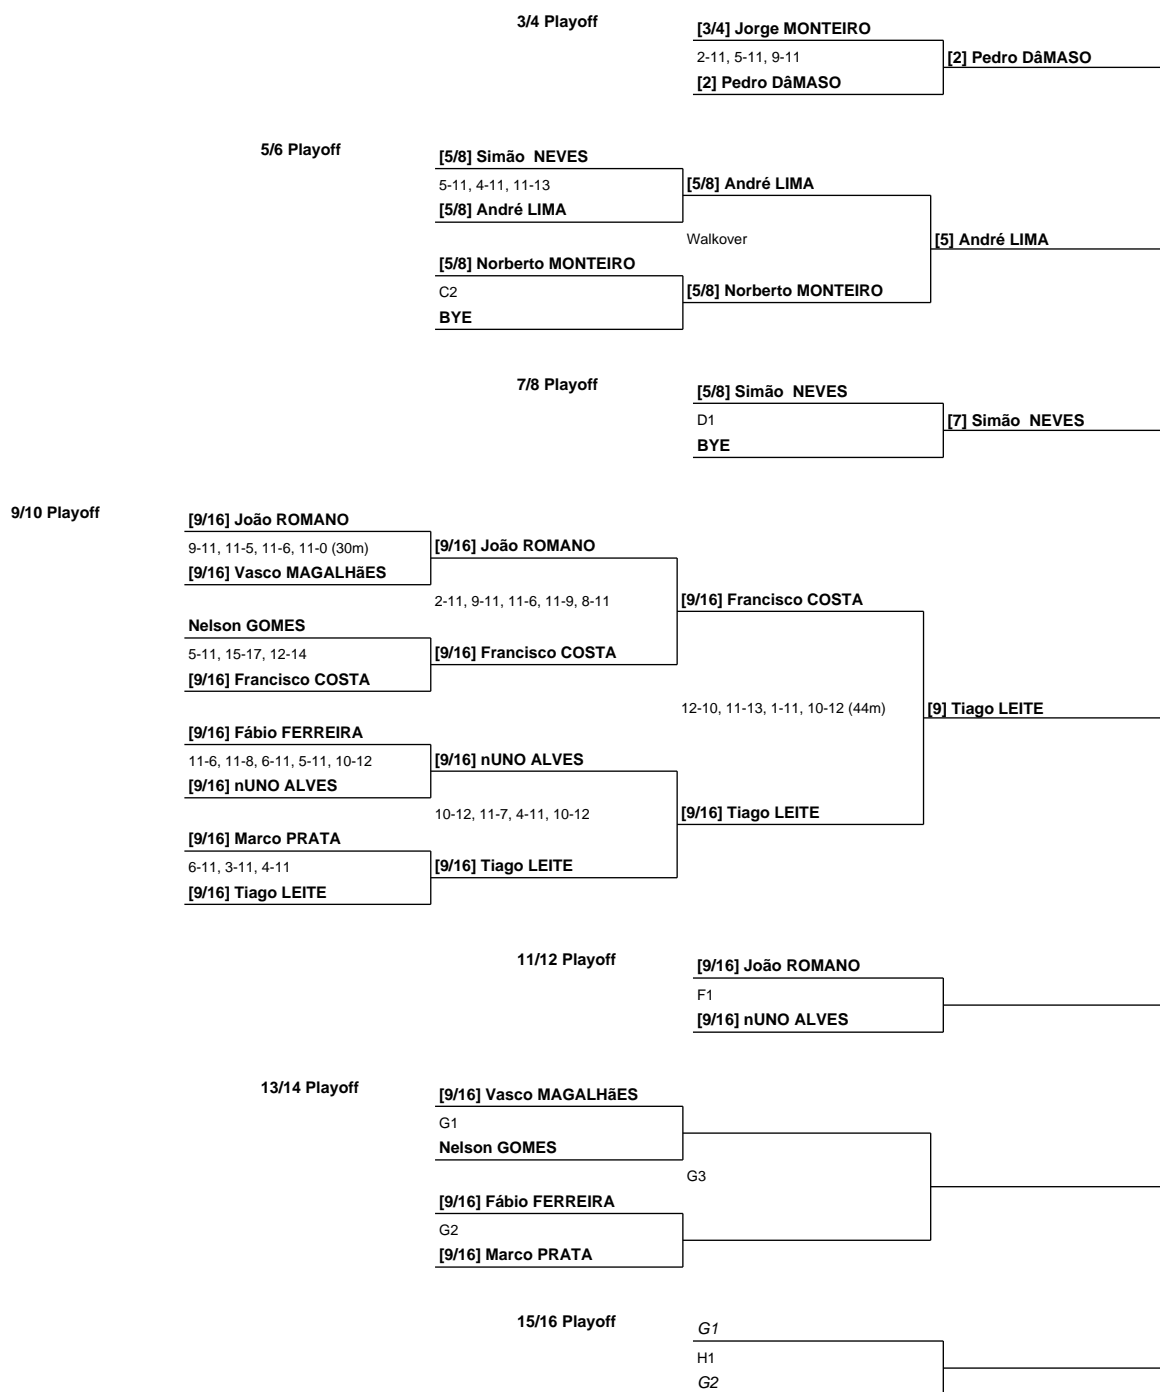 3/4 Playoff
[3/4] Jorge MONTEIRO
2-11, 5-11, 9-11
[2] Pedro DâMASO
[2] Pedro DâMASO
5/6 Playoff
[5/8] Simão  NEVES
5-11, 4-11, 11-13
[5/8] André LIMA
[5/8] André LIMA
Walkover
[5] André LIMA
[5/8] Norberto MONTEIRO
C2
BYE
[5/8] Norberto MONTEIRO
7/8 Playoff
[5/8] Simão  NEVES
D1
BYE
[7] Simão  NEVES
9/10 Playoff
[9/16] João ROMANO
9-11, 11-5, 11-6, 11-0 (30m)
[9/16] Vasco MAGALHãES
[9/16] João ROMANO
2-11, 9-11, 11-6, 11-9, 8-11
[9/16] Francisco COSTA
Nelson GOMES
5-11, 15-17, 12-14
[9/16] Francisco COSTA
[9/16] Francisco COSTA
12-10, 11-13, 1-11, 10-12 (44m)
[9] Tiago LEITE
[9/16] Fábio FERREIRA
11-6, 11-8, 6-11, 5-11, 10-12
[9/16] nUNO ALVES
[9/16] nUNO ALVES
10-12, 11-7, 4-11, 10-12
[9/16] Tiago LEITE
[9/16] Marco PRATA
6-11, 3-11, 4-11
[9/16] Tiago LEITE
[9/16] Tiago LEITE
11/12 Playoff
[9/16] João ROMANO
F1
[9/16] nUNO ALVES
13/14 Playoff
[9/16] Vasco MAGALHãES
G1
Nelson GOMES
G3
[9/16] Fábio FERREIRA
G2
[9/16] Marco PRATA
15/16 Playoff
G1
H1
G2